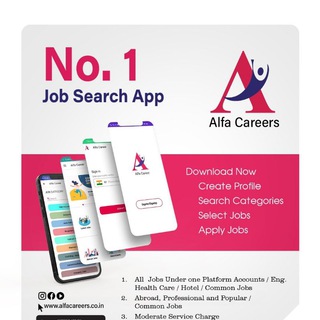 No. 1
Job Search App
Alfa Careers
Download Now
Create Profile
Search Categories
Select Jobs
Apply Jobs
Alfa Career
www.alfacareers.co.in
1. All Jobs Under one Platform Accounts / Eng.
Health Care / Hotel / Common Jobs
2. Abroad, Professional and Popular /
Common Jobs
3. Moderate Service Charge